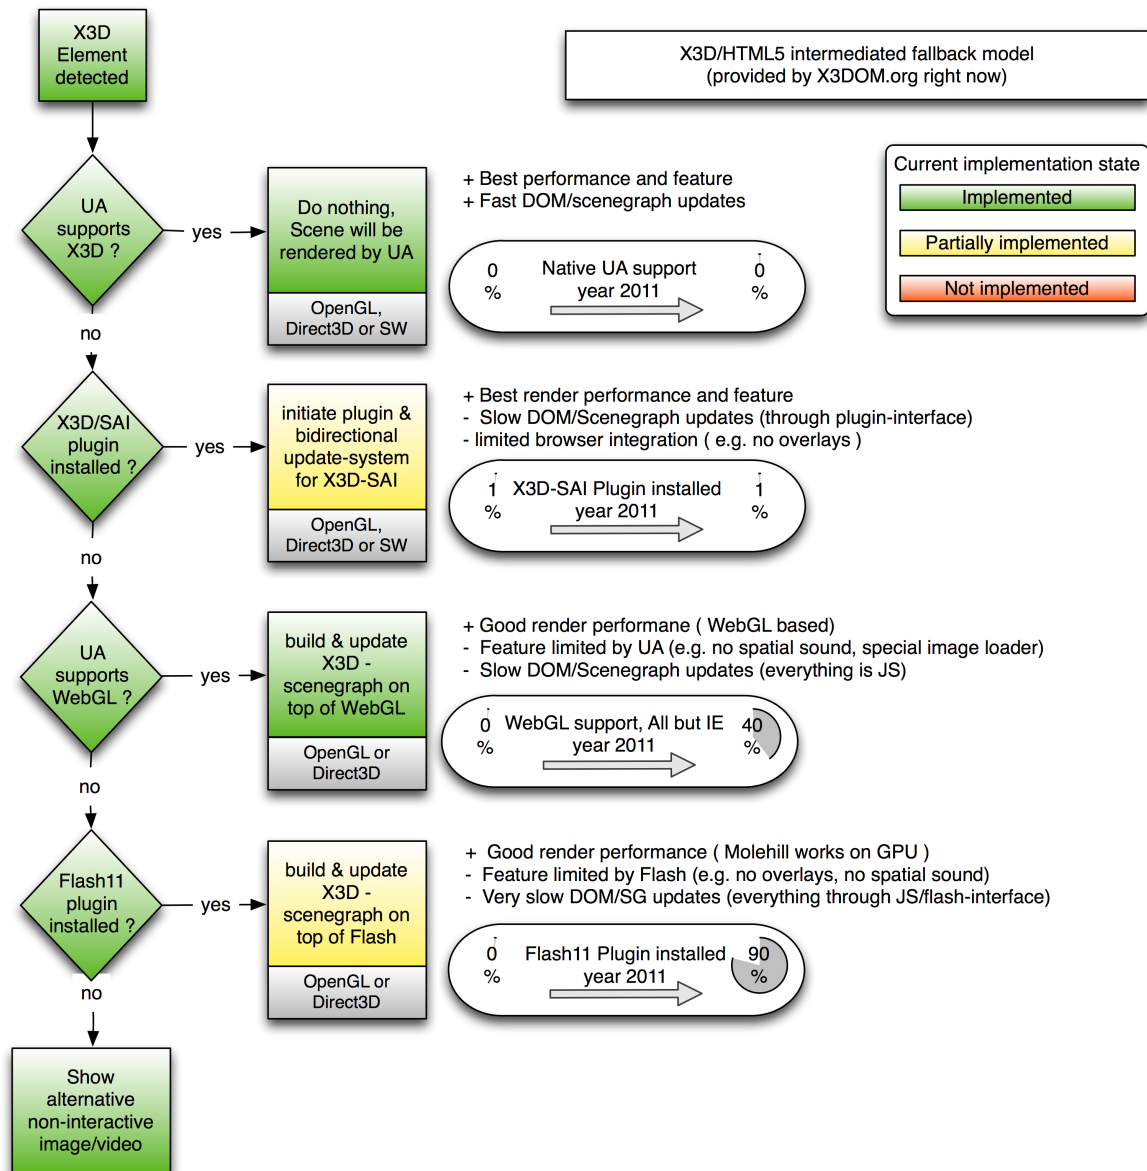 X3D
Element
detected
X3D/HTML5 intermediated fallback model
(provided by X3DOM.org right now)
Current implementation state
Implemented
Partially implemented
Not implemented
UA
supports
X3D ?
yes
no
Do nothing,
Scene will be
rendered by UA
OpenGL,
Direct3D or SW
+ Best performance and feature
+ Fast DOM/scenegraph updates
0
%
Native UA support
year 2011
0
%
X3D/SAI
plugin
installed ?
yes
no
initiate plugin &
bidirectional
update-system
for X3D-SAI
OpenGL,
Direct3D or SW
+ Best render performance and feature
- Slow DOM/Scenegraph updates (through plugin-interface)
- limited browser integration ( e.g. no overlays )
1
%
X3D-SAI Plugin installed
year 2011
1
%
UA
supports
WebGL ?
yes
no
build & update
X3D -
scenegraph on
top of WebGL
OpenGL or
Direct3D
+ Good render performane ( WebGL based)
- Feature limited by UA (e.g. no spatial sound, special image loader)
- Slow DOM/Scenegraph updates (everything is JS)
0
%
WebGL support, All but IE
year 2011
40
%
Flash11
plugin
installed ?
yes
no
build & update
X3D -
scenegraph on
top of Flash
OpenGL or
Direct3D
+ Good render performance ( Molehill works on GPU )
- Feature limited by Flash (e.g. no overlays, no spatial sound)
- Very slow DOM/SG updates (everything through JS/flash-interface)
0
%
Flash11 Plugin installed
year 2011
90
%
Show
alternative
non-interactive
image/video